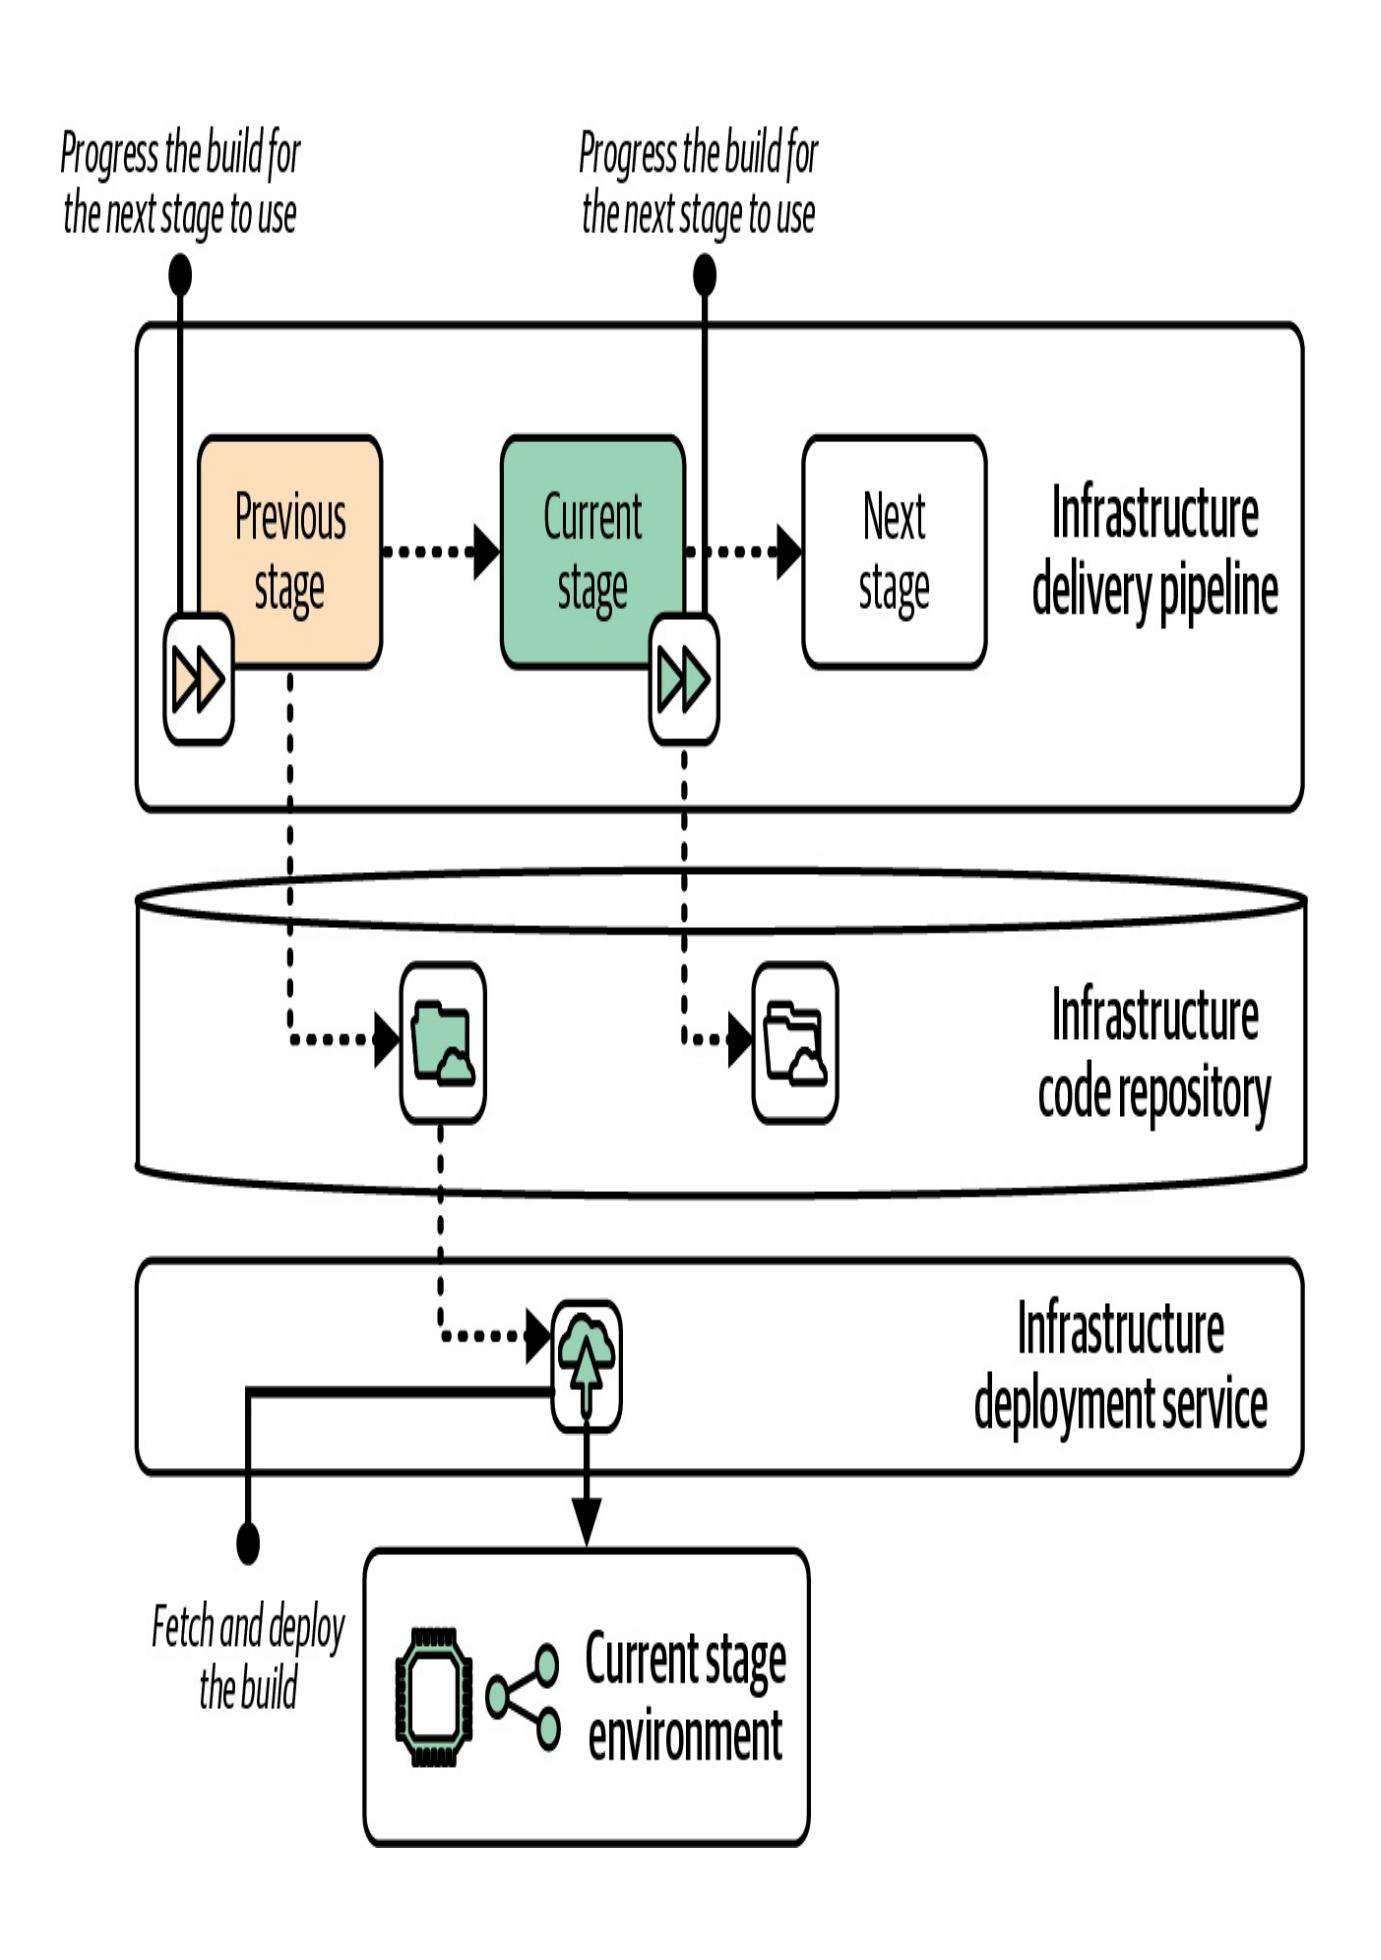 Progress the build for
the next stage to use
Progress the build for
the next stage to use
Previous
stage
Current
stage
Next
stage
Infrastructure
delivery pipeline
Infrastructure
code repository
Infrastructure
deployment service
Fetch and deploy
the build
Current stage
environment